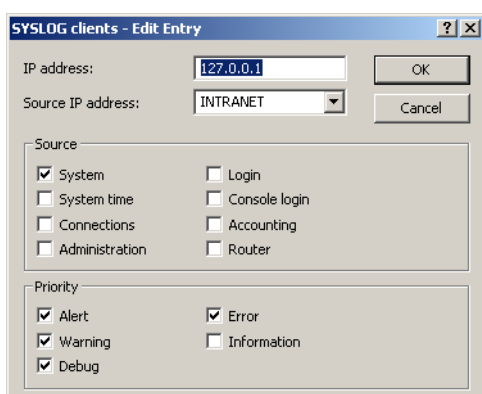 SYSLOG clients - Edit Entry
IP address: 127.0.0.1 OK
Source IP address: INTRANET Cancel
Source
System Login
System time Console login
Connections Accounting
Administration Router
Priority
Alert Error
Warning Information
Debug